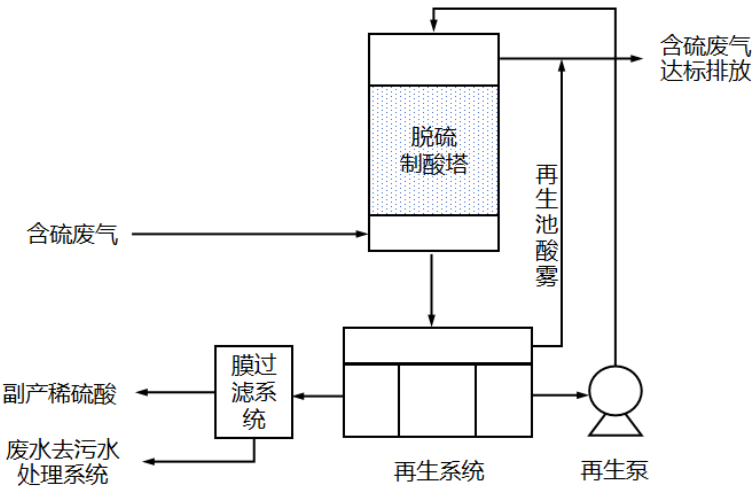 含硫废气
达标排放
脱硫
制酸塔
再生池酸雾
含硫废气
膜过
滤系
统
副产稀硫酸
废水去污水
处理系统
再生系统
再生泵